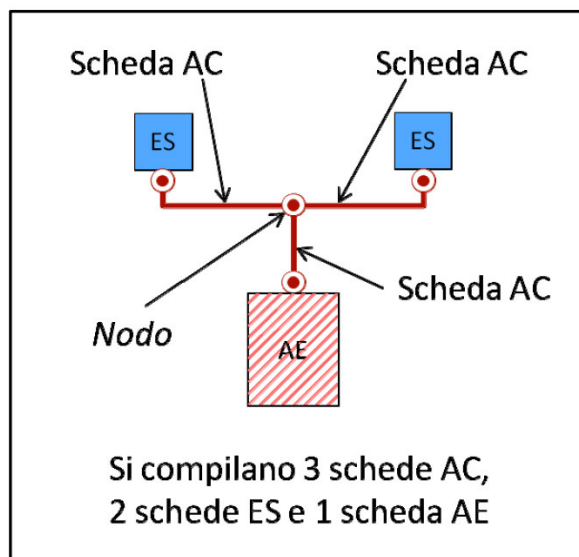 Scheda AC
Scheda AC
ES
ES
Scheda AC
Nodo
AE
Si compilano 3 schede AC,
2 schede ES e 1 scheda AE